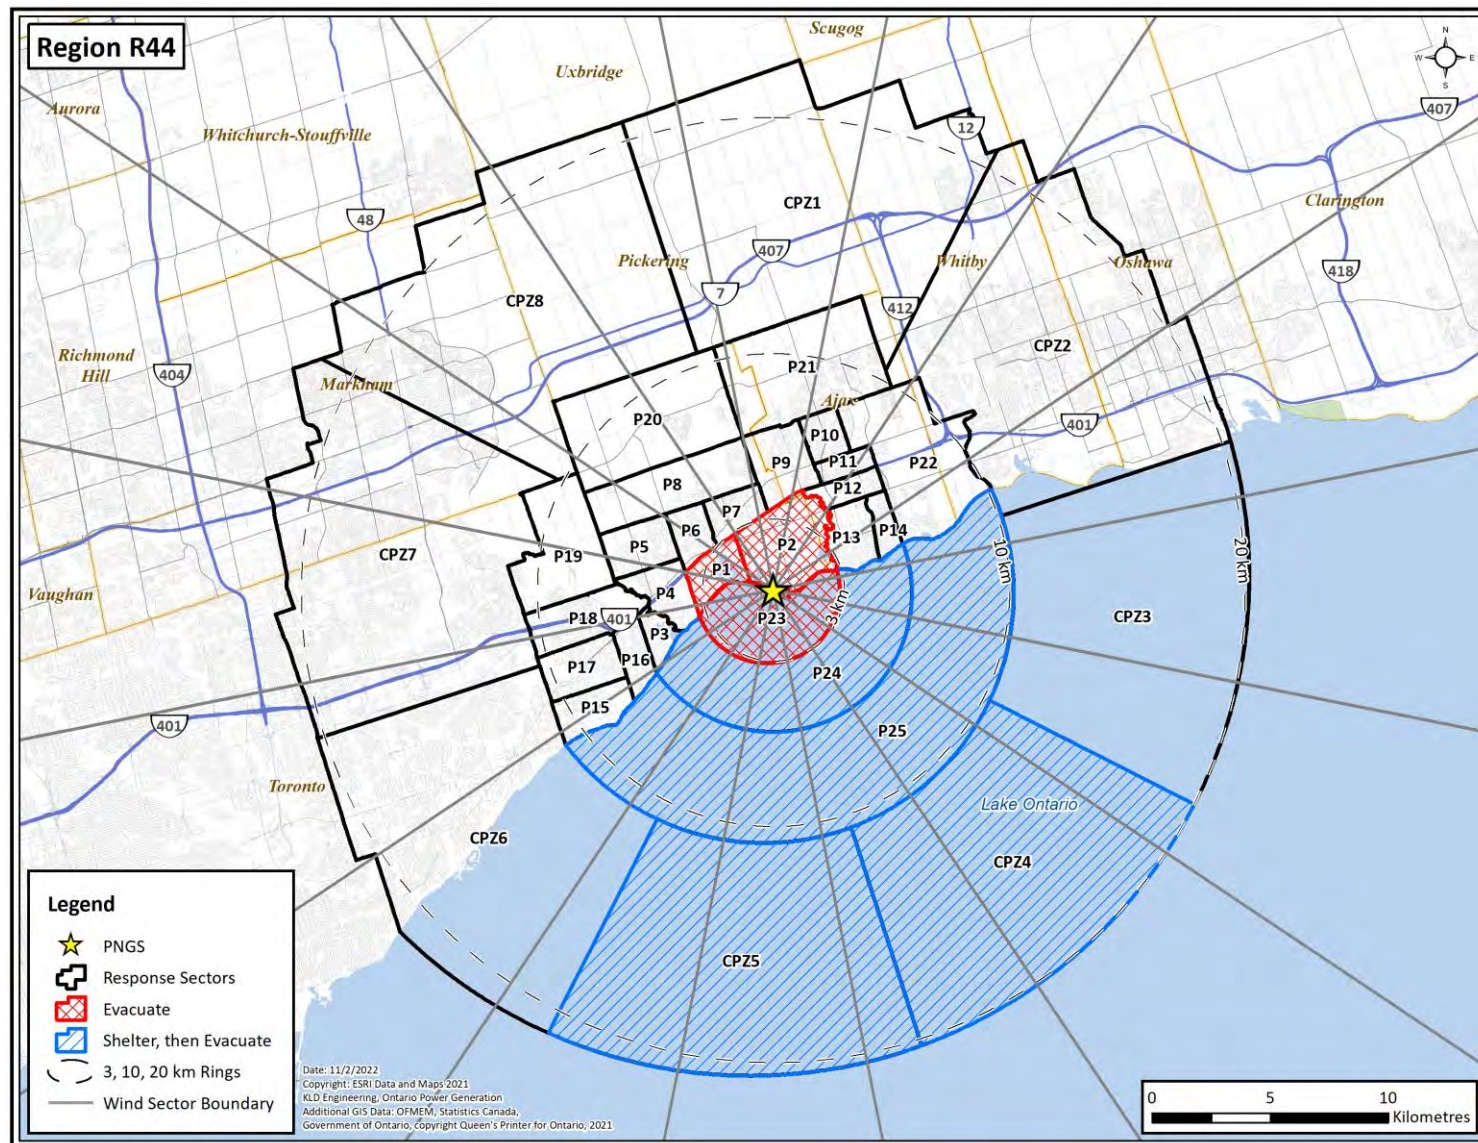 Region R44
Scugog
Uxbridge
Aurora
Whitchurch-Stouffville
N
W E
S
407
12
48
CPZ1
Clarington
407
Pickering
Whitby
Oshawa
418
7
CPZ8
412
Richmond
Hill
404
Markham
CPZ2
P21
Ajax
401
P20
P10
P9
P11
P22
P8
P12
P7
P6
P13
P14
P5
P2
CPZ7
P19
P1
10 km
20 km
Vaughan
P4
P18
401
P23
3 km
CPZ3
P3
P17
P16
P24
P15
401
P25
Toronto
Lake Ontario
CPZ6
CPZ4
CPZ5
Legend
PNGS
Response Sectors
Evacuate
Shelter, then Evacuate
3, 10, 20 km Rings
Wind Sector Boundary
Date: 11/2/2022
Copyright: ESRI Data and Maps 2021
KLD Engineering, Ontario Power Generation
Additional GIS Data: OFMEM, Statistics Canada,
Government of Ontario, copyright Queen's Printer for Ontario, 2021
0 5 10
Kilometres